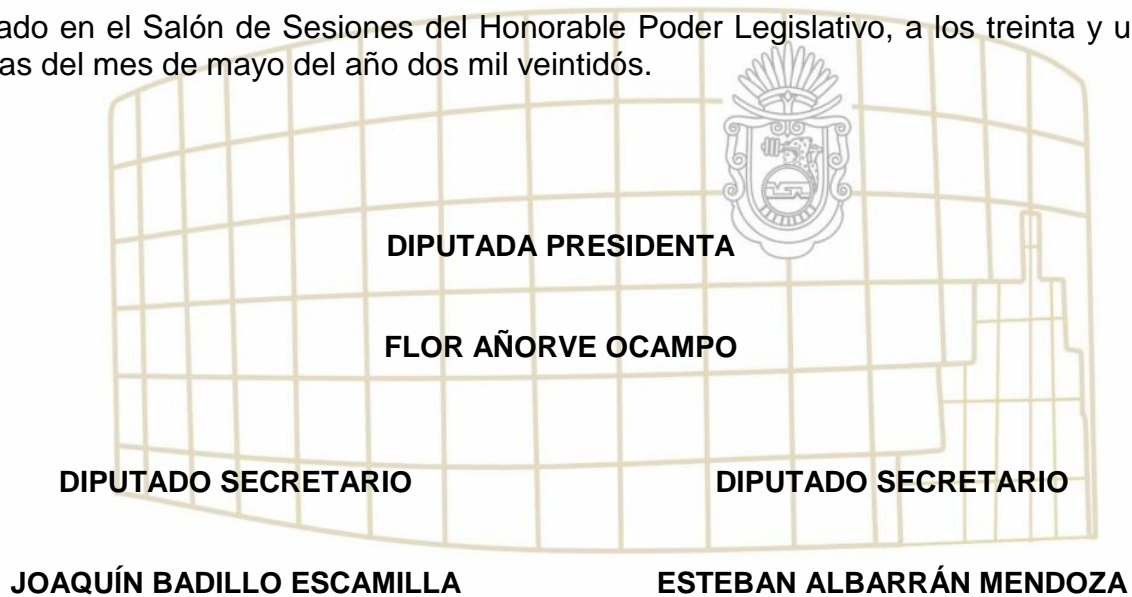 ado en el Salón de Sesiones del Honorable Poder Legislativo, a los treinta y u
as del mes de mayo del año dos mil veintidós.
DIPUTADA PRESIDENTA
FLOR AÑORVE OCAMPO
DIPUTADO SECRETARIO DIPUTADO SECRETARIO
JOAQUÍN BADILLO ESCAMILLA ESTEBAN ALBARRÁN MENDOZA